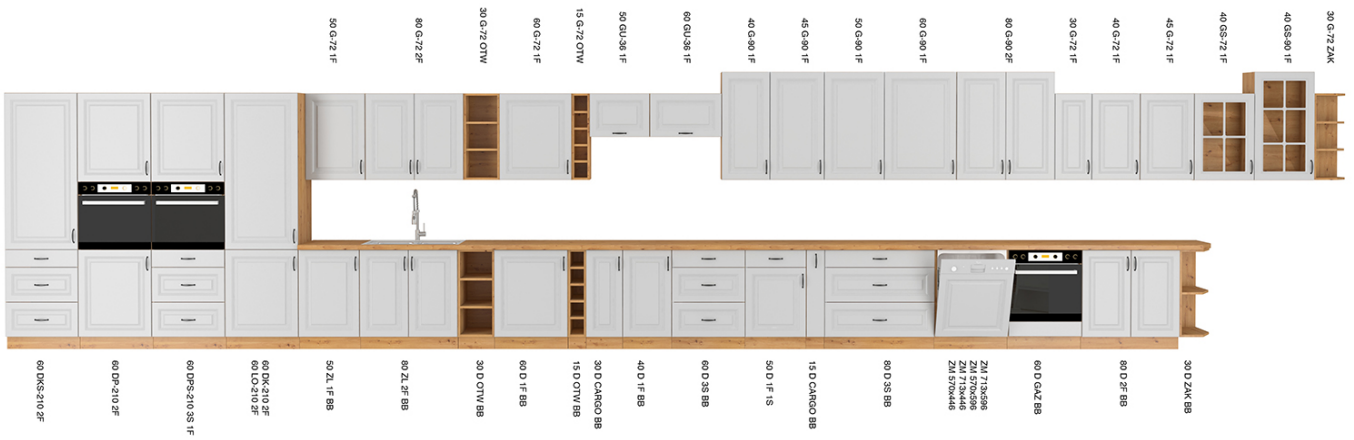 50 G-72 1F
80 G-72 2F
30 G-72 OTW
60 G-72 1F
15 G-72 OTW
50 GU-36 1F
60 GU-36 1F
40 G-90 1F
45 G-90 1F
50 G-90 1F
60 G-90 1F
80 G-90 2F
30 G-72 1F
40 G-72 1F
45 G-72 1F
40 GS-72 1F
40 GS-90 1F
30 G-72 ZAK
60 DKS-210 2F
60 DP-210 2F
60 DPS-210 3S 1F
60 DK-210 2F
60 LO-210 2F
50 ZL 1F BB
80 ZL 2F BB
30 D OTW BB
60 D 1F BB
15 D OTW BB
30 D CARGO BB
40 D 1F BB
60 D 3S BB
50 D 1F 1S
15 D CARGO BB
80 D 3S BB
ZM 713x596
ZM 570x596
ZM 713x446
ZM 570x446
60 D GAZ BB
80 D 2F BB
30 D ZAK BB